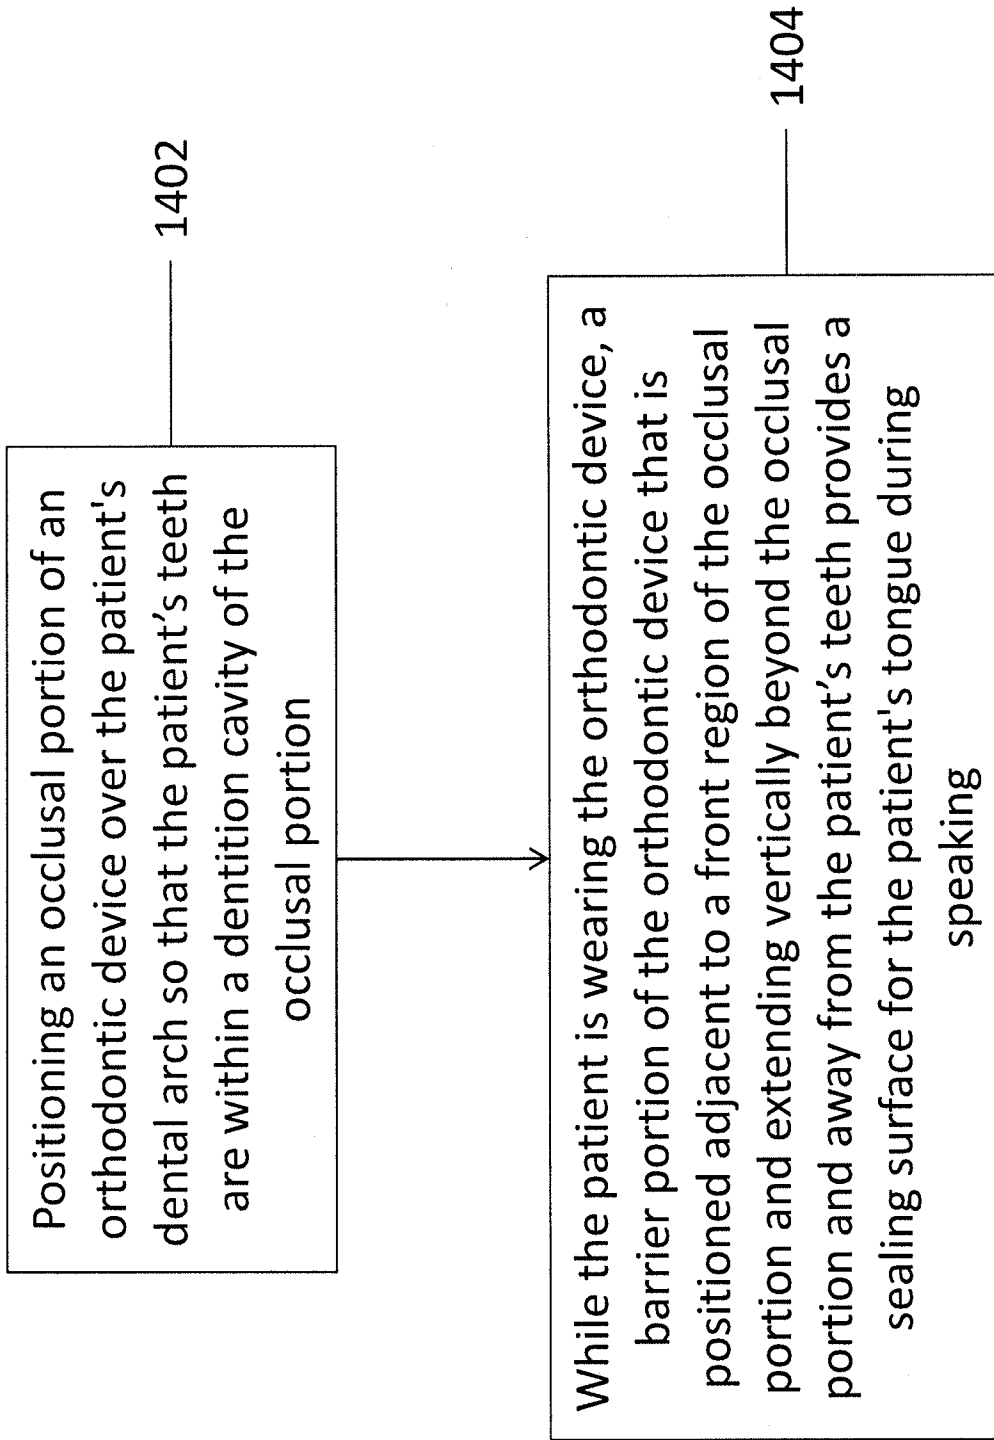 Positioning an occlusal portion of an
orthodontic device over the patient's
dental arch so that the patient's teeth
are within a dentition cavity of the
occlusal portion
1402
While the patient is wearing the orthodontic device, a
barrier portion of the orthodontic device that is
positioned adjacent to a front region of the occlusal
portion and extending vertically beyond the occlusal
portion and away from the patient's teeth provides a
sealing surface for the patient's tongue during
speaking
1404